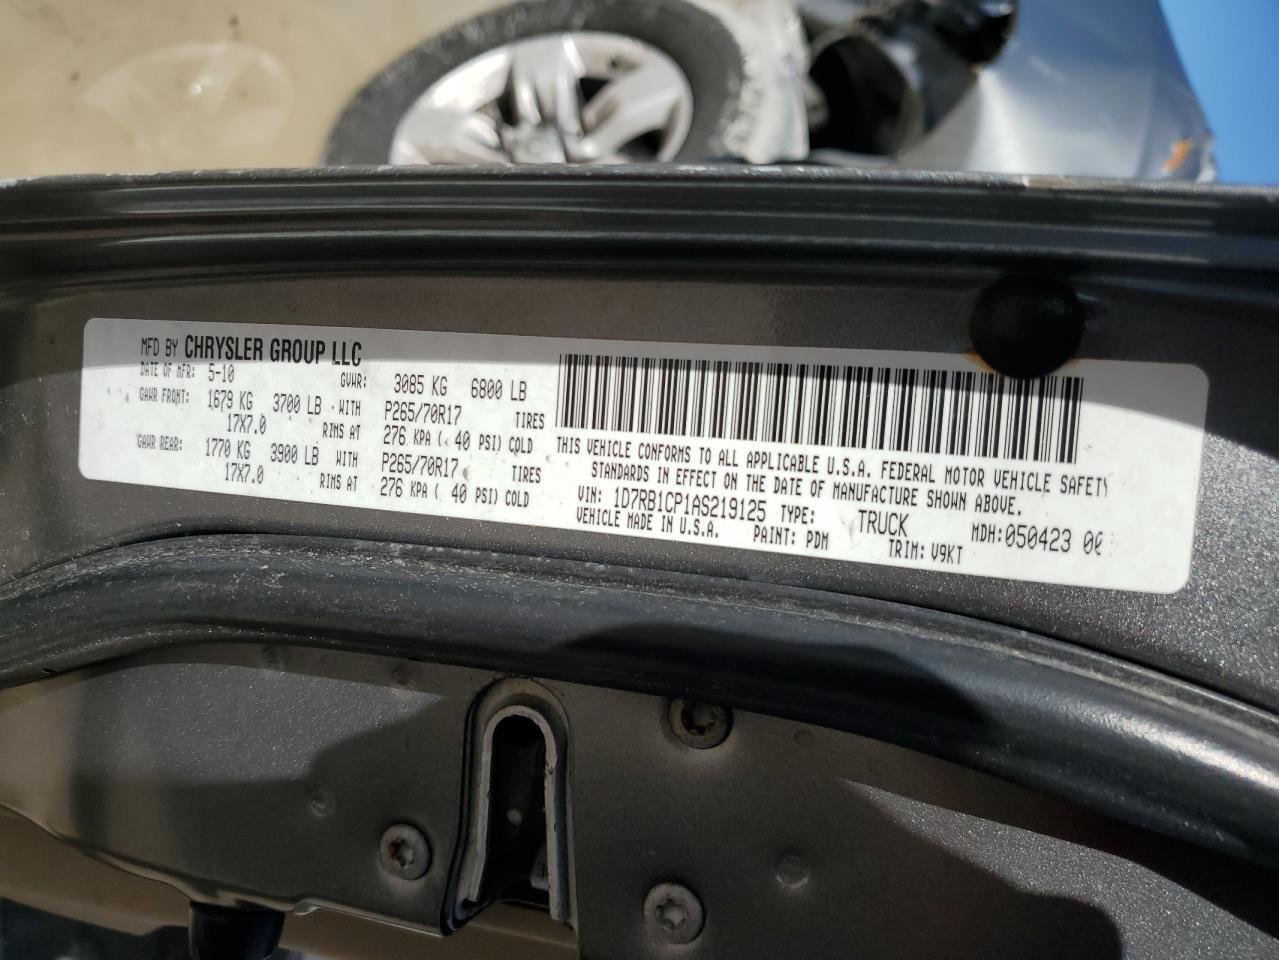 MFD BY CHRYSLER GROUP LLC
DATE OF MFR: 5-10 GVWR: 3085 KG 6800 LB
GAWR FRONT: 1679 KG 3700 LB WITH P265/70R17 TIRES
17X7.0 RIMS AT 276 KPA ( 40 PSI) COLD
GAWR REAR: 1770 KG 3900 LB WITH P265/70R17 TIRES
17X7.0 RIMS AT 276 KPA ( 40 PSI) COLD
THIS VEHICLE CONFORMS TO ALL APPLICABLE U.S.A. FEDERAL MOTOR VEHICLE SAFETY
STANDARDS IN EFFECT ON THE DATE OF MANUFACTURE SHOWN ABOVE.
VIN: 1D7RB1CP1AS219125 TYPE: TRUCK MDH: 050423
VEHICLE MADE IN U.S.A. PAINT: PDM TRIM: V9KT